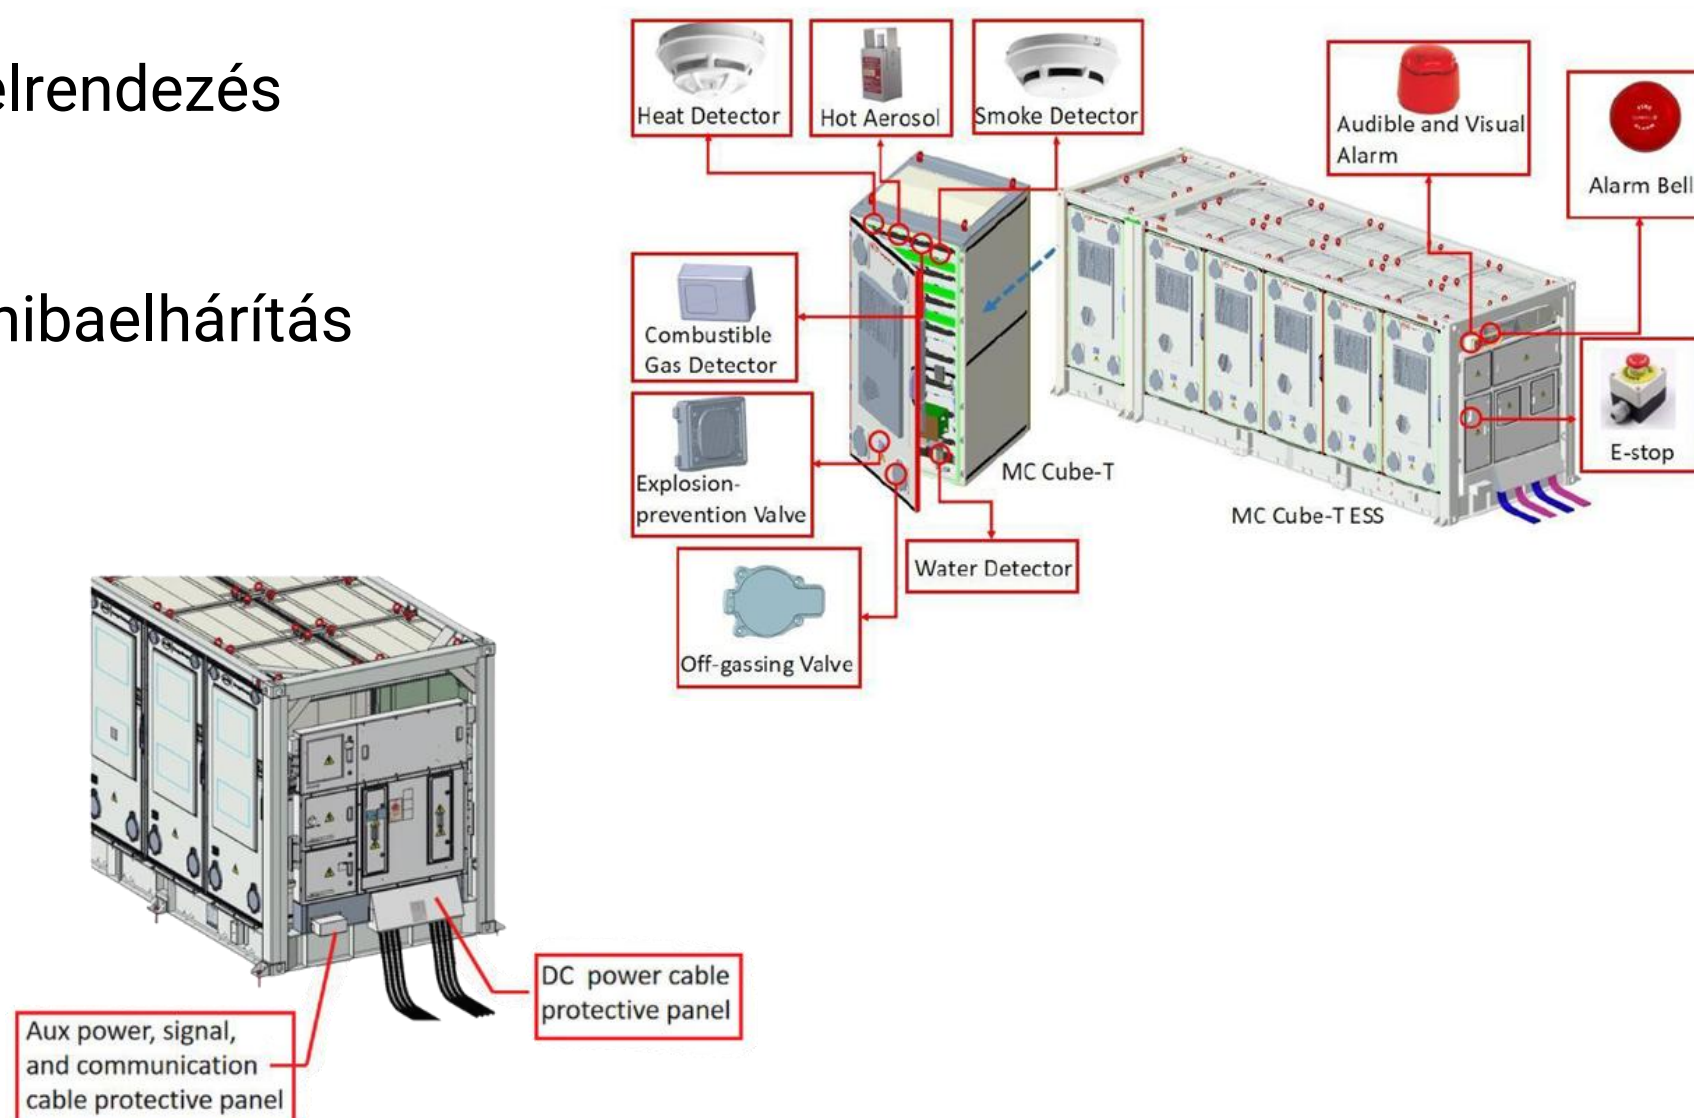 elrendezés
hibaelhárítás
Heat Detector
Hot Aerosol
Smoke Detector
Audible and Visual
Alarm
Alarm Bell
Combustible
Gas Detector
Explosion-
prevention Valve
Off-gassing Valve
Water Detector
MC Cube-T
MC Cube-T ESS
E-stop
DC power cable
protective panel
Aux power, signal,
and communication
cable protective panel